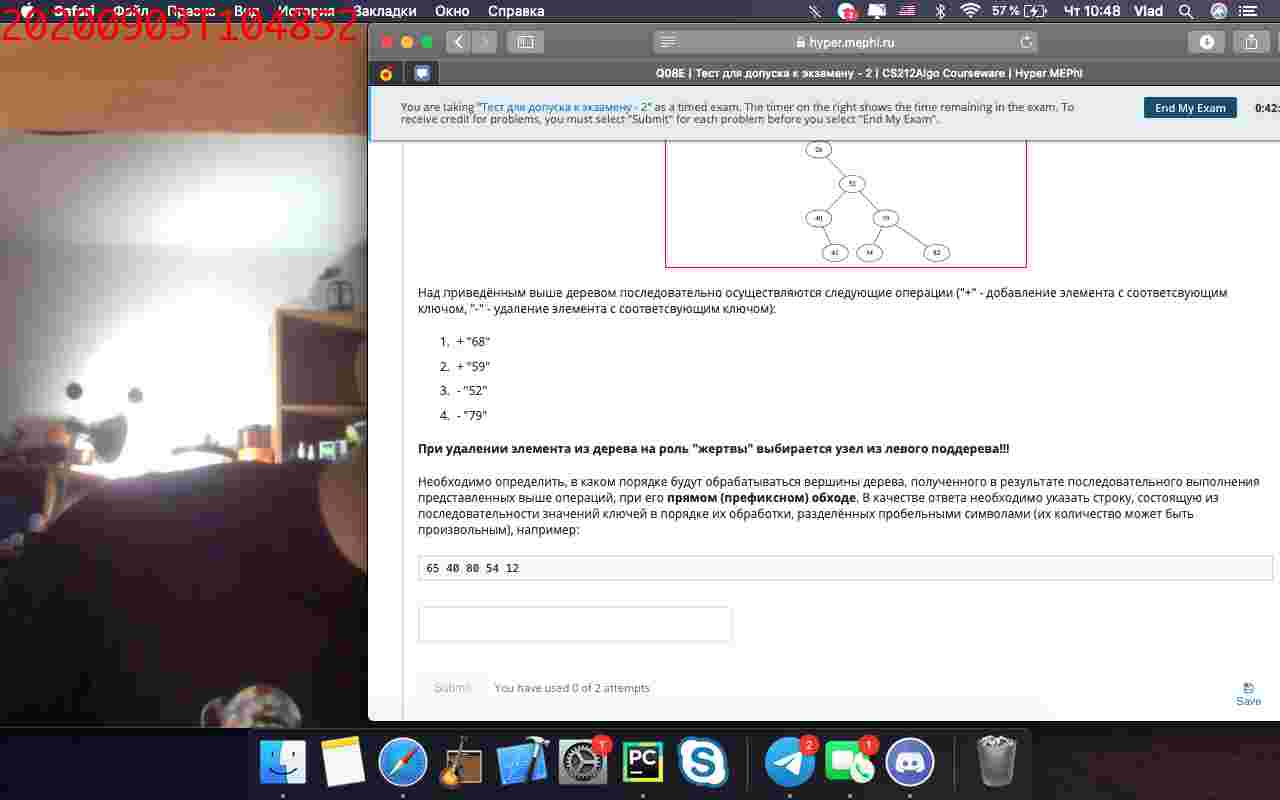 Safari Файл Правка Вид История Закладки Окно Справка 57 % Чт 10:48 Vlad
20200903T104852
hyper.mephi.ru
Q08E | Тест для допуска к экзамену - 2 | CS212Algo Courseware | Hyper.MEPhI
You are taking "Тест для допуска к экзамену - 2" as a timed exam. The timer on the right shows the time remaining in the exam. To
receive credit for problems, you must select "Submit" for each problem before you select "End My Exam".
End My Exam
0:42:
52
40
82
Над приведённым выше деревом последовательно осуществляются следующие операции ("+" - добавление элемента с соответсвующим
ключом, "-" - удаление элемента с соответсвующим ключом):
1. + "68"
2. + "59"
3. - "52"
4. - "79"
При удалении элемента из дерева на роль "жертвы" выбирается узел из левого поддерева!!!
Необходимо определить, в каком порядке будут обрабатываться вершины дерева, полученного в результате последовательного выполнения
представленных выше операций, при его прямом (префиксном) обходе. В качестве ответа необходимо указать строку, состоящую из
последовательности значений ключей в порядке их обработки, разделённых пробельными символами (их количество может быть
произвольным), например:
65 40 80 54 12
Submit
You have used 0 of 2 attempts
Save
PC
2
1